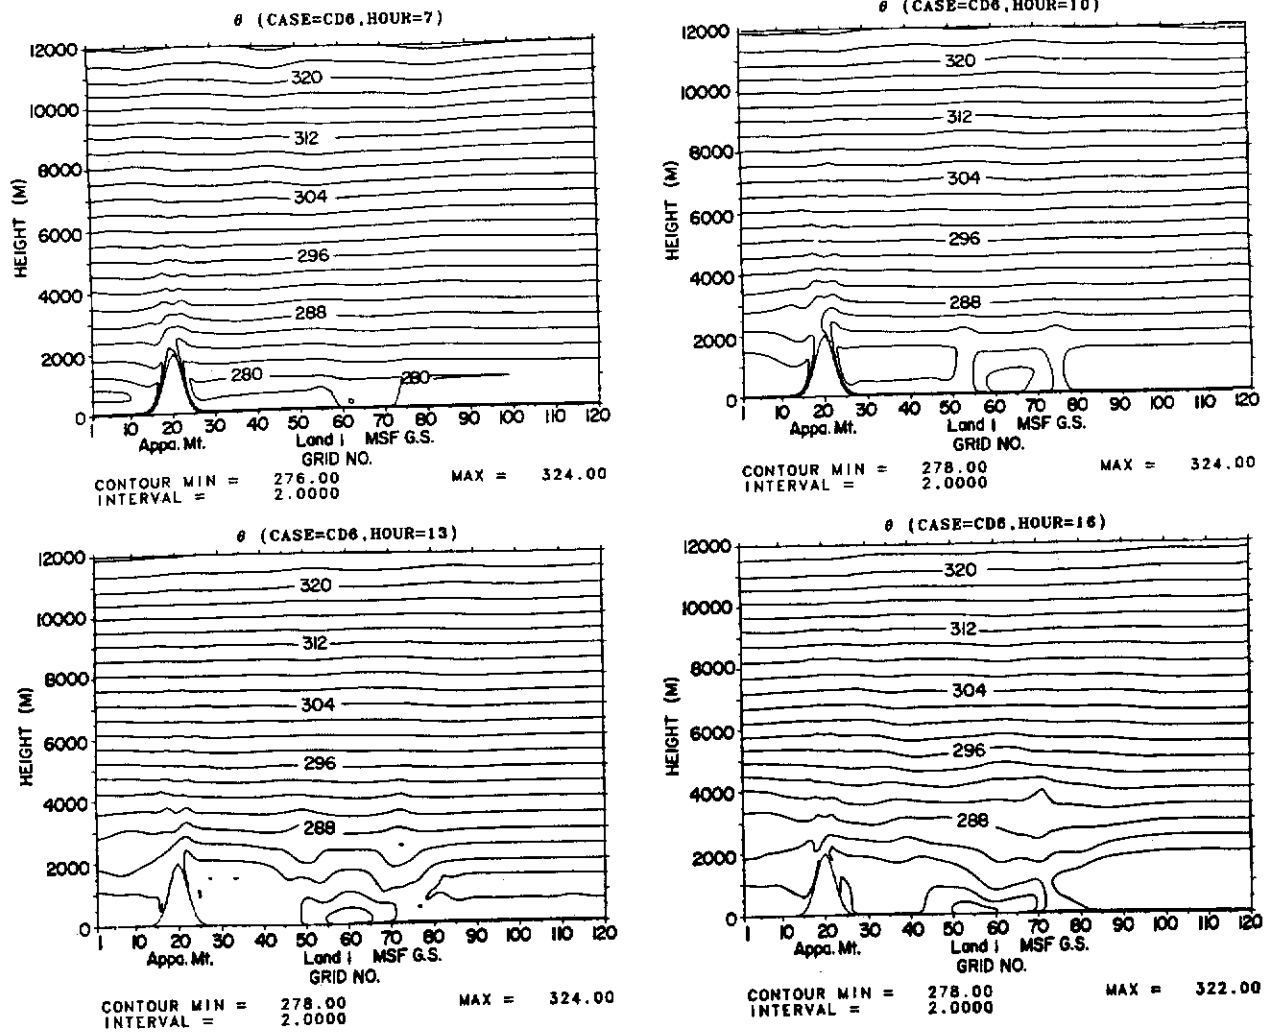 θ (CASE=CD6,HOUR=7)
12000
10000
8000
6000
4000
2000
0
HEIGHT (M)
320
312
304
296
288
280
280
1 10 20 30 40 50 60 70 80 90 100 110 120
Appa. Mt. Land | MSF G.S.
GRID NO.
CONTOUR MIN = 276.00 MAX = 324.00
INTERVAL = 2.0000
θ (CASE=CD6,HOUR=10)
12000
10000
8000
6000
4000
2000
0
HEIGHT (M)
320
312
304
296
288
1 10 20 30 40 50 60 70 80 90 100 110 120
Appa. Mt. Land | MSF G.S.
GRID NO.
CONTOUR MIN = 278.00 MAX = 324.00
INTERVAL = 2.0000
θ (CASE=CD6,HOUR=13)
12000
10000
8000
6000
4000
2000
0
HEIGHT (M)
320
312
304
296
288
1 10 20 30 40 50 60 70 80 90 100 110 120
Appa. Mt. Land | MSF G.S.
GRID NO.
CONTOUR MIN = 278.00 MAX = 324.00
INTERVAL = 2.0000
θ (CASE=CD6,HOUR=16)
12000
10000
8000
6000
4000
2000
0
HEIGHT (M)
320
312
304
296
288
1 10 20 30 40 50 60 70 80 90 100 110 120
Appa. Mt. Land | MSF G.S.
GRID NO.
CONTOUR MIN = 278.00 MAX = 322.00
INTERVAL = 2.0000